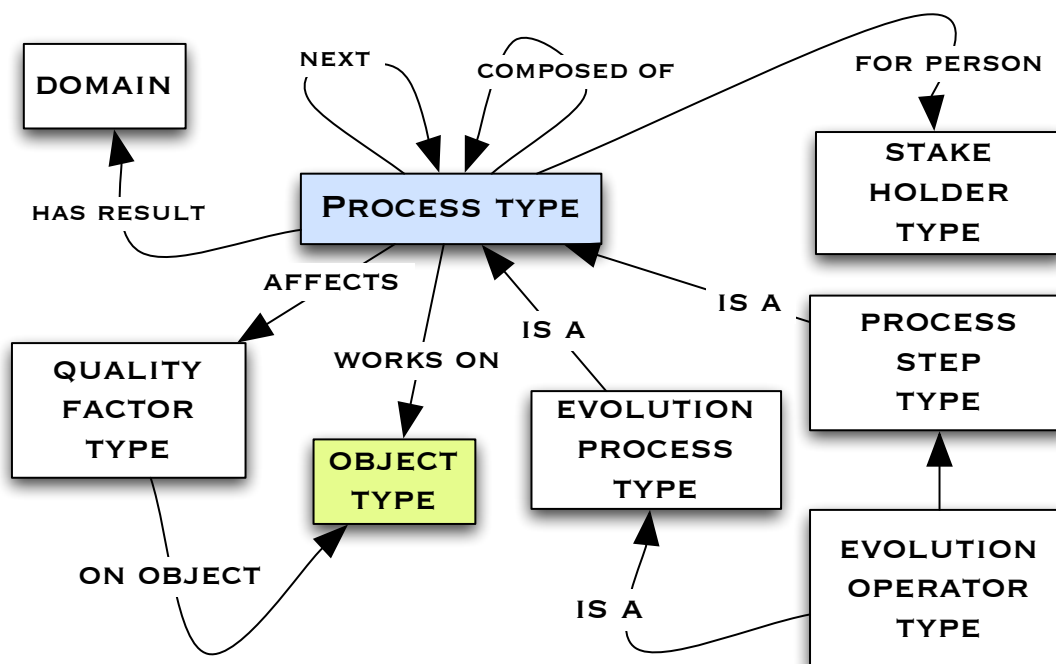 NEXT
COMPOSED OF
FOR PERSON
DOMAIN
STAKE
HOLDER
TYPE
PROCESS TYPE
HAS RESULT
AFFECTS
IS A
IS A
PROCESS
STEP
TYPE
WORKS ON
QUALITY
FACTOR
TYPE
EVOLUTION
PROCESS
TYPE
OBJECT
TYPE
EVOLUTION
OPERATOR
TYPE
ON OBJECT
IS A